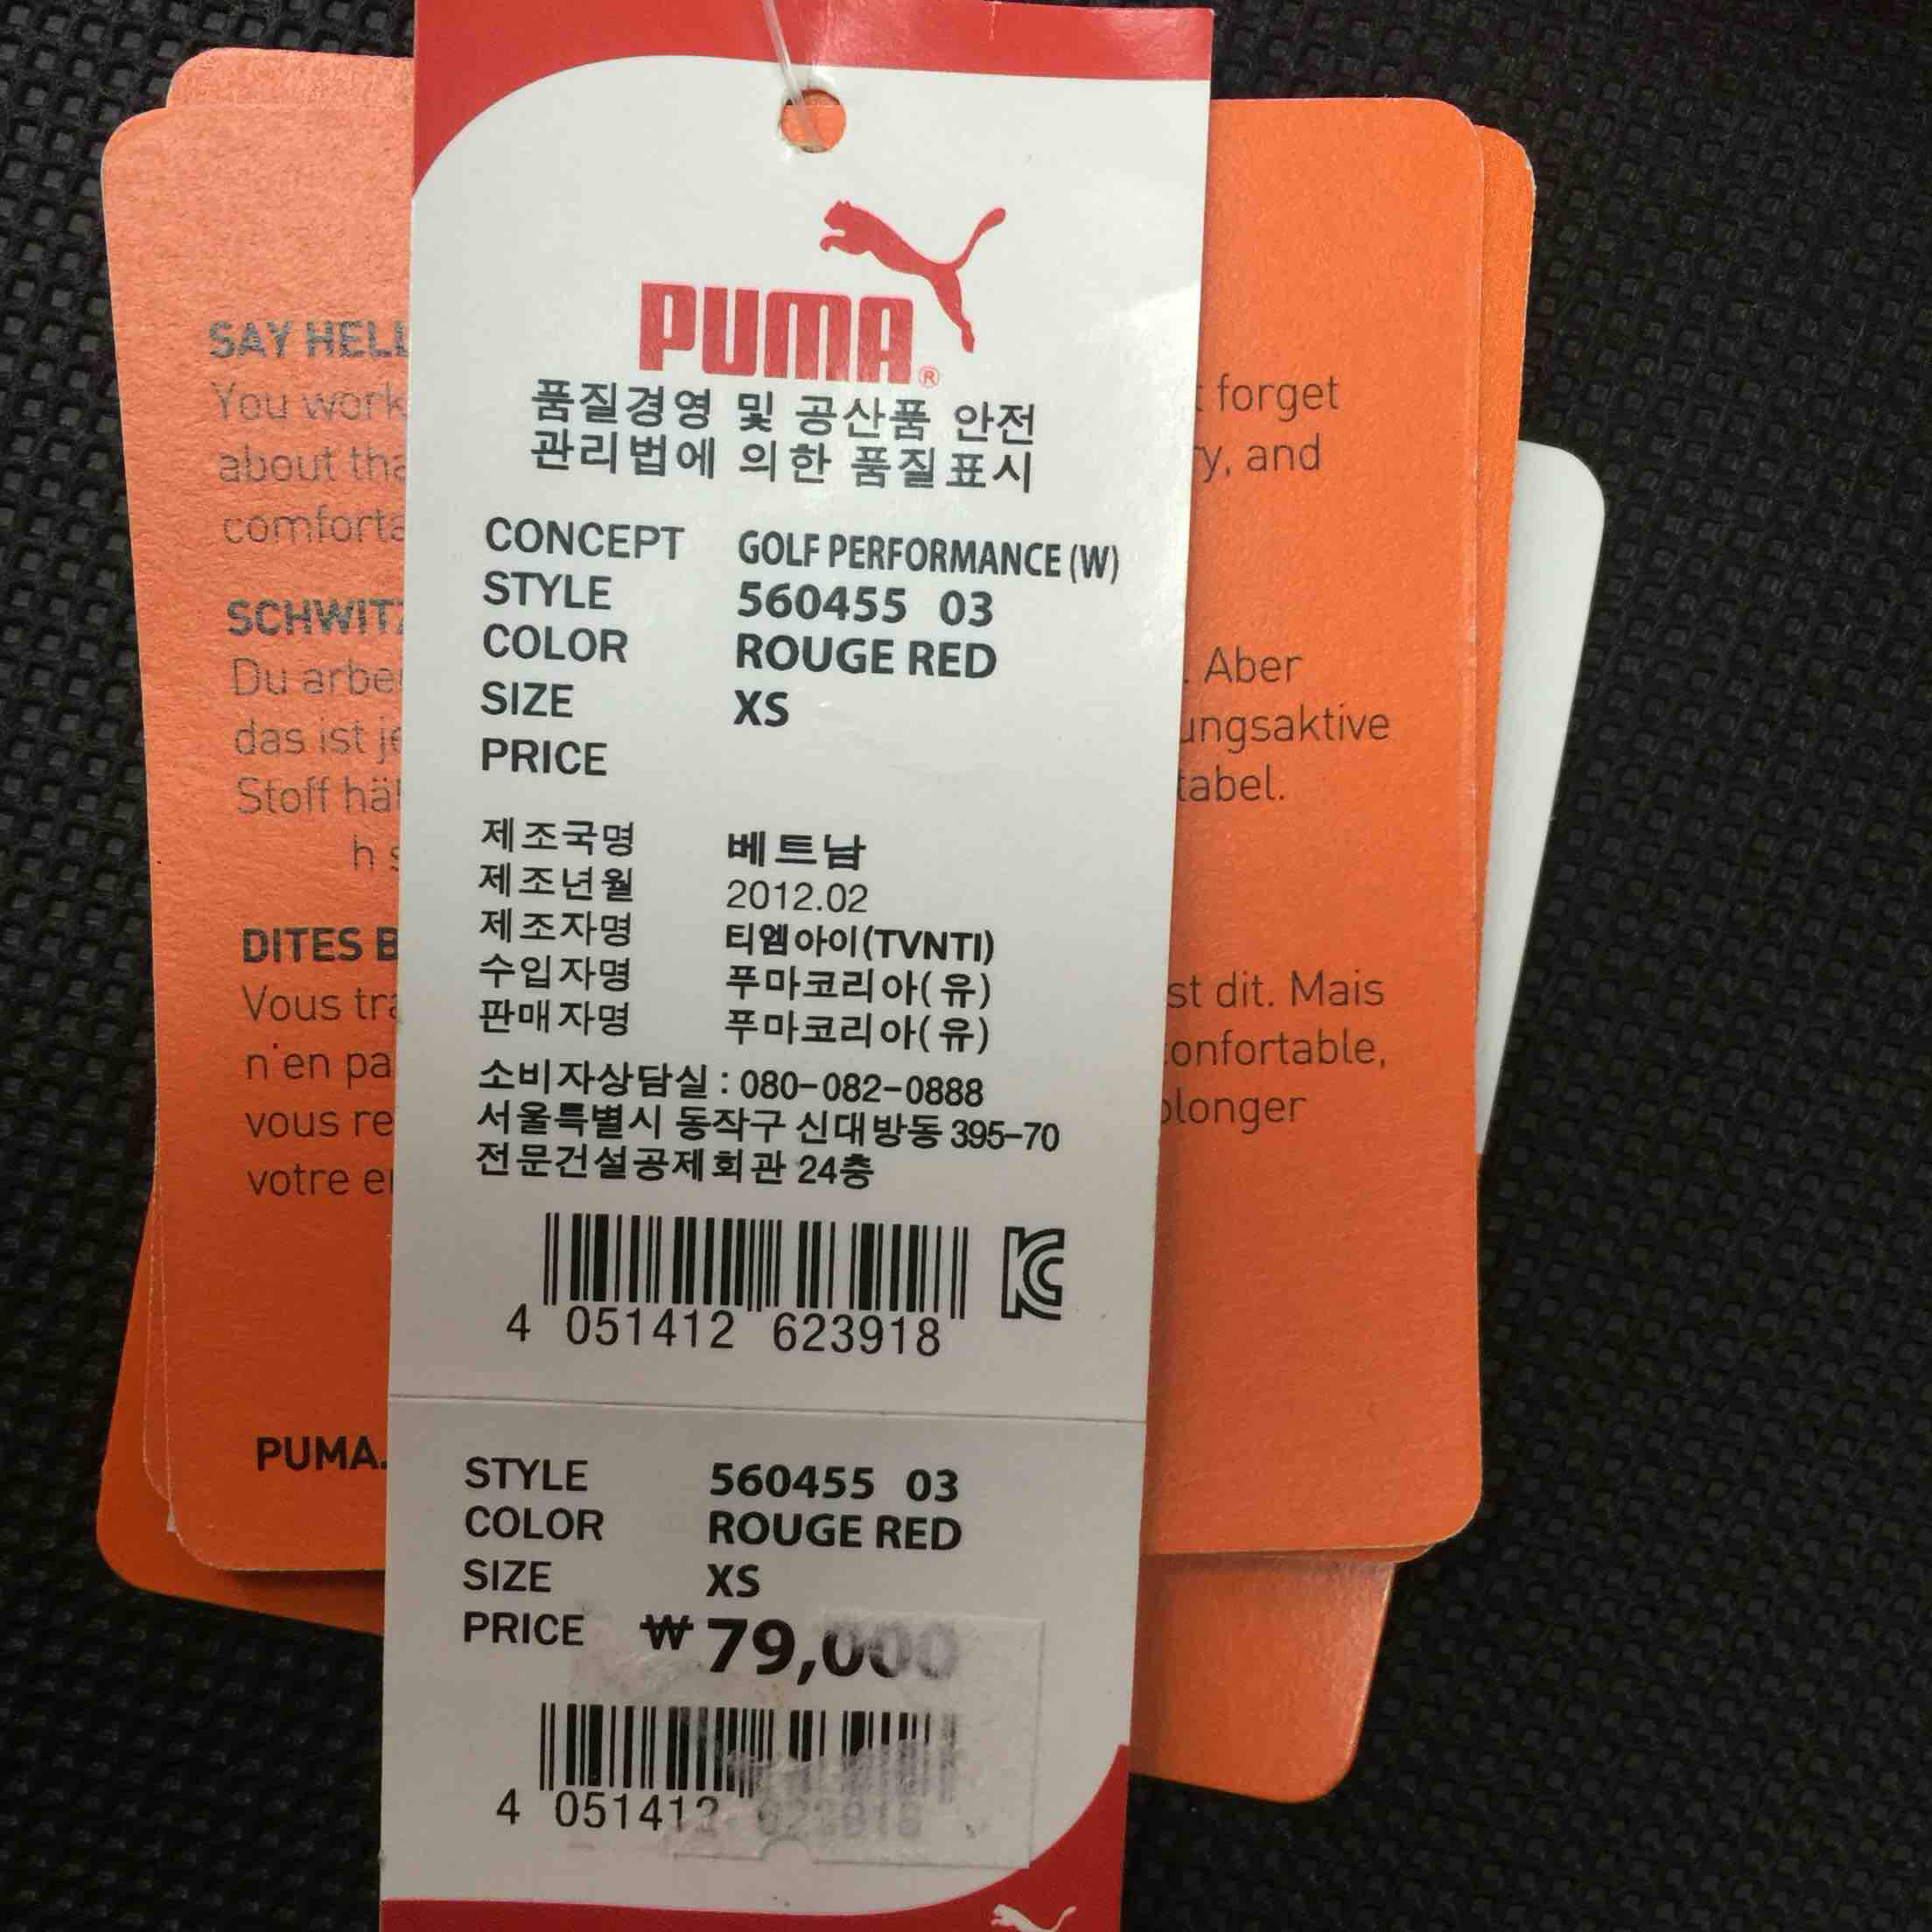 PUMA®
품질경영 및 공산품 안전
관리법에 의한 품질표시
CONCEPT GOLF PERFORMANCE (W)
STYLE 560455 03
COLOR ROUGE RED
SIZE XS
PRICE
제조국명 베트남
제조년월 2012.02
제조자명 티엠아이(TVNTI)
수입자명 푸마코리아(유)
판매자명 푸마코리아(유)
소비자상담실 : 080-082-0888
서울특별시 동작구 신대방동 395-70
전문건설공제회관 24층
4 051412 623918
STYLE 560455 03
COLOR ROUGE RED
SIZE XS
PRICE ₩79,000
4 051412 623918
SAY HELL
You work
about tha
comforta
SCHWITZ
Du arbe
das ist je
Stoff häl
h s
DITES B
Vous tra
n'en pa
vous re
votre e
PUMA.
forget
y, and
. Aber
ungsaktive
tabel.
st dit. Mais
onfortable,
olonger